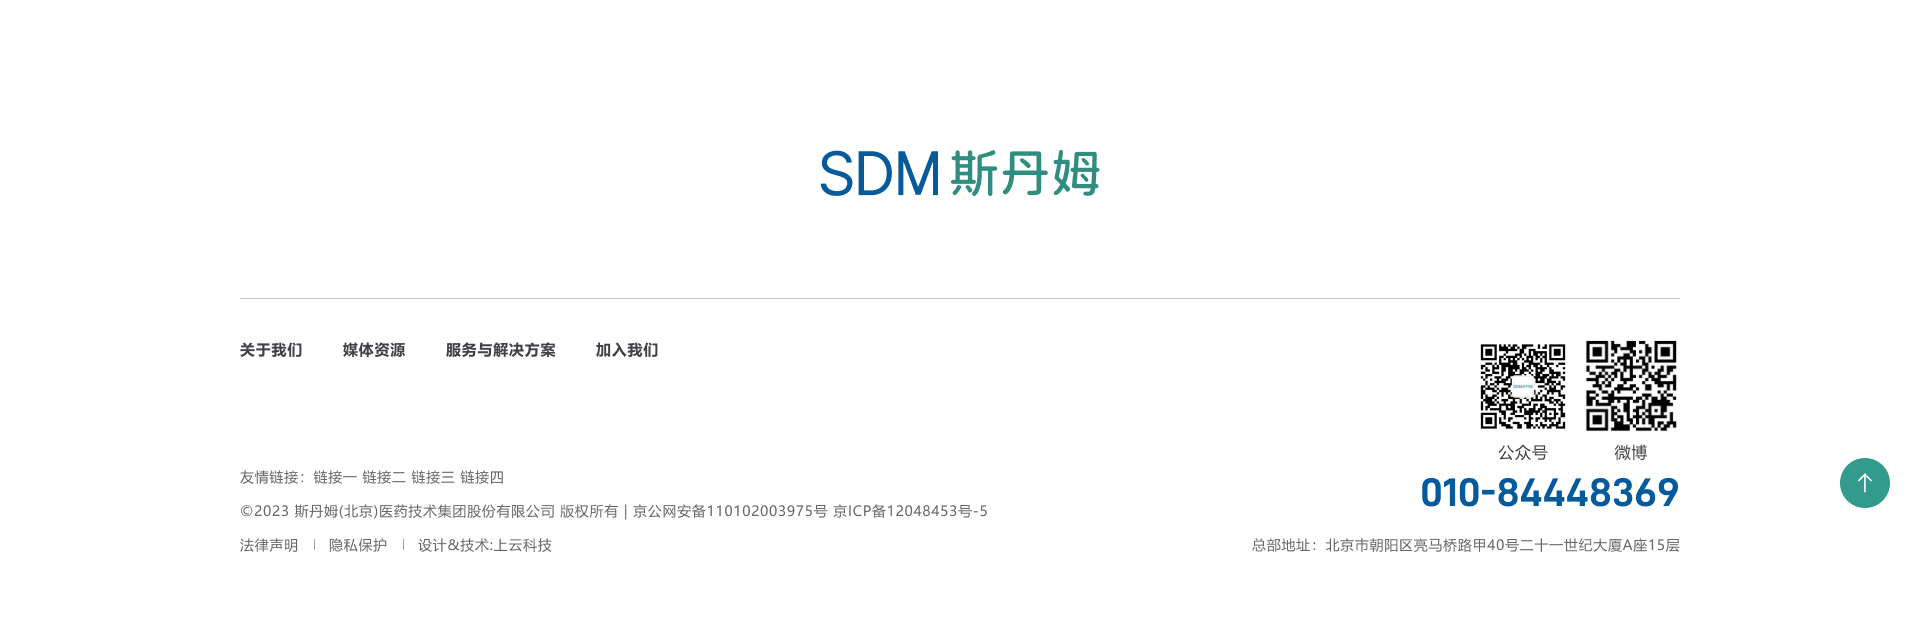 SDM 斯丹姆
关于我们 媒体资源 服务与解决方案 加入我们
公众号 微博
友情链接：链接一 链接二 链接三 链接四
010-84448369
©2023 斯丹姆(北京)医药技术集团股份有限公司 版权所有 | 京公网安备110102003975号 京ICP备12048453号-5
法律声明 | 隐私保护 | 设计&技术:上云科技
总部地址：北京市朝阳区亮马桥路甲40号二十一世纪大厦A座15层